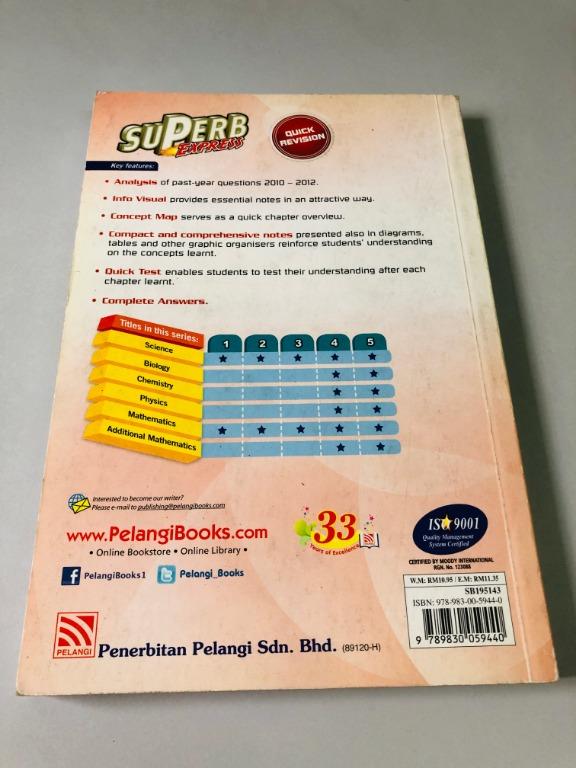 SUPERB
EXPRESS
QUICK
REVISION
Key features:
• Analysis of past-year questions 2010 – 2012.
• Info Visual provides essential notes in an attractive way.
• Concept Map serves as a quick chapter overview.
• Compact and comprehensive notes presented also in diagrams,
tables and other graphic organisers reinforce students' understanding
on the concepts learnt.
• Quick Test enables students to test their understanding after each
chapter learnt.
• Complete Answers.
Titles in this series:
1 2 3 4 5
Science
Biology
Chemistry
Physics
Mathematics
Additional Mathematics
Interested to become our writer?
Please e-mail to publishing@pelangibooks.com
www.PelangiBooks.com
• Online Bookstore • Online Library •
PelangiBooks1
Pelangi_Books
33
Years of Excellence
ISO 9001
Quality Management
System Certified
CERTIFIED BY MOODY INTERNATIONAL
RGN. No. 123088
W.M: RM10.95 / E.M: RM11.35
SB195143
ISBN: 978-983-00-5944-0
9 789830 059440
PELANGI
Penerbitan Pelangi Sdn. Bhd. (89120-H)